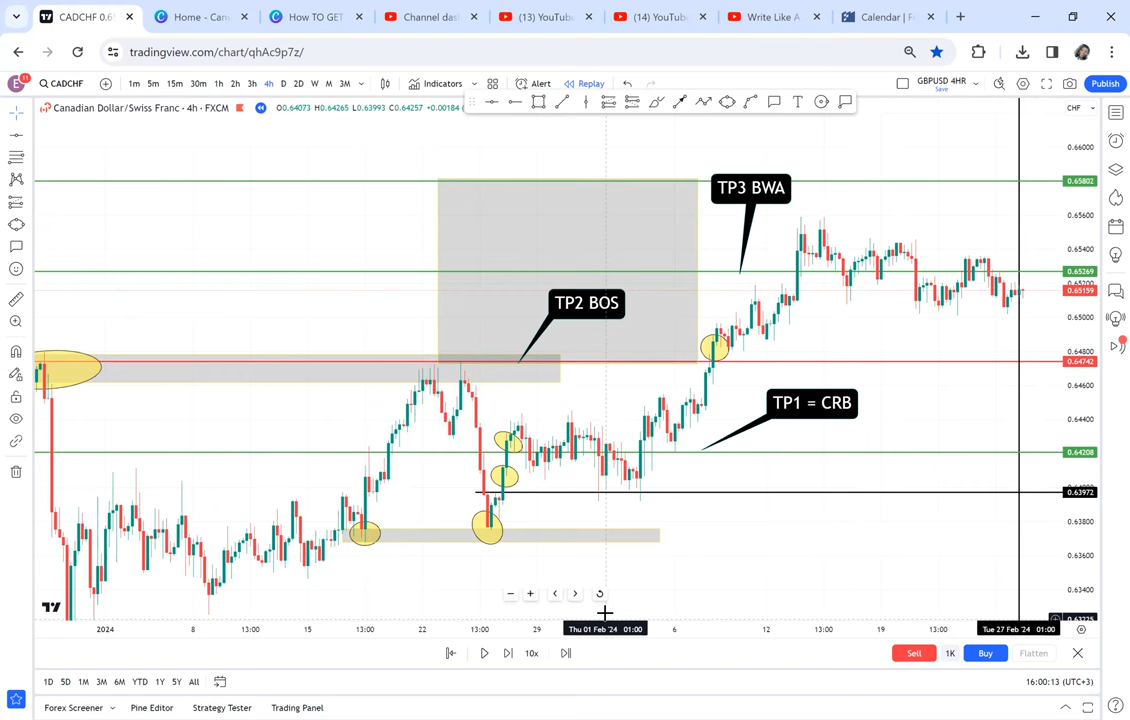 CADCHF 0.65
Home - Can
How TO GET
Channel das
(13) YouTube
(14) YouTube
Write Like A
Calendar | F
tradingview.com/chart/qhAc9p7z/
E 11 CADCHF 1m 5m 15m 30m 1h 2h 3h 4h D 2D W M 3M Indicators Alert Replay GBPUSD 4HR Save Publish
Canadian Dollar/Swiss Franc · 4h · FXCM O0.64073 H0.64265 L0.63993 C0.64257 +0.00184
CHF
0.66000
0.65802
TP3 BWA
0.65600
0.65400
0.65269
0.65159
TP2 BOS
0.65000
0.64800
0.64742
0.64600
TP1 = CRB
0.64400
0.64208
0.63972
0.63800
0.63600
0.63400
2024 8 13:00 15 13:00 22 13:00 29 Thu 01 Feb '24 01:00 6 12 13:00 19 13:00 Tue 27 Feb '24 01:00
10x Sell 1K Buy Flatten
1D 5D 1M 3M 6M YTD 1Y 5Y All 16:00:13 (UTC+3)
Forex Screener Pine Editor Strategy Tester Trading Panel